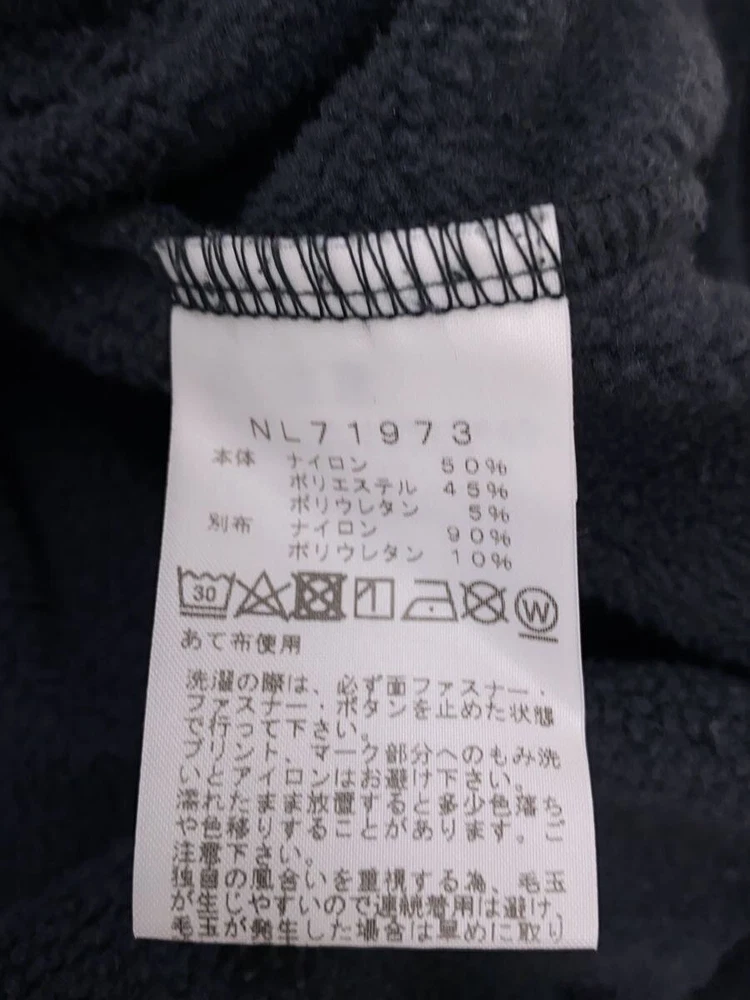 NL71973
本体 ナイロン 50%
ポリエステル 45%
ポリウレタン 5%
別布 ナイロン 90%
ポリウレタン 10%
30 W
あて布使用
洗濯の際は、必ず面ファスナー・
ファスナー・ボタンを止めた状態
で行って下さい。
プリント、マーク部分へのもみ洗
いとアイロンはお避け下さい。
濡れたまま放置すると多少色落ち
や色移りすることがあります。ご
注意下さい。
独自の風合いを重視する為、毛玉
が生じやすいので連続着用は避け、
毛玉が発生した場合は早めに取り